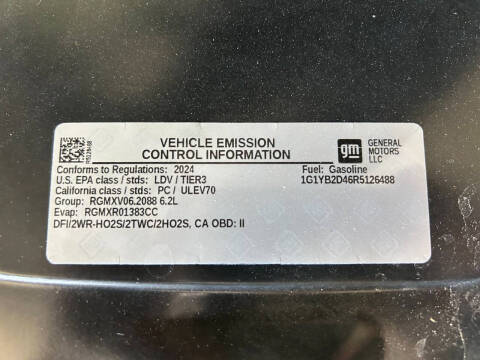 VEHICLE EMISSION
CONTROL INFORMATION
gm
GENERAL
MOTORS
LLC
R5126488
Conforms to Regulations: 2024
Fuel: Gasoline
U.S. EPA class / stds: LDV / TIER3
1G1YB2D46R5126488
California class / stds: PC / ULEV70
Group: RGMXV06.2088 6.2L
Evap: RGMXR01383CC
DFI/2WR-HO2S/2TWC/2HO2S, CA OBD: II